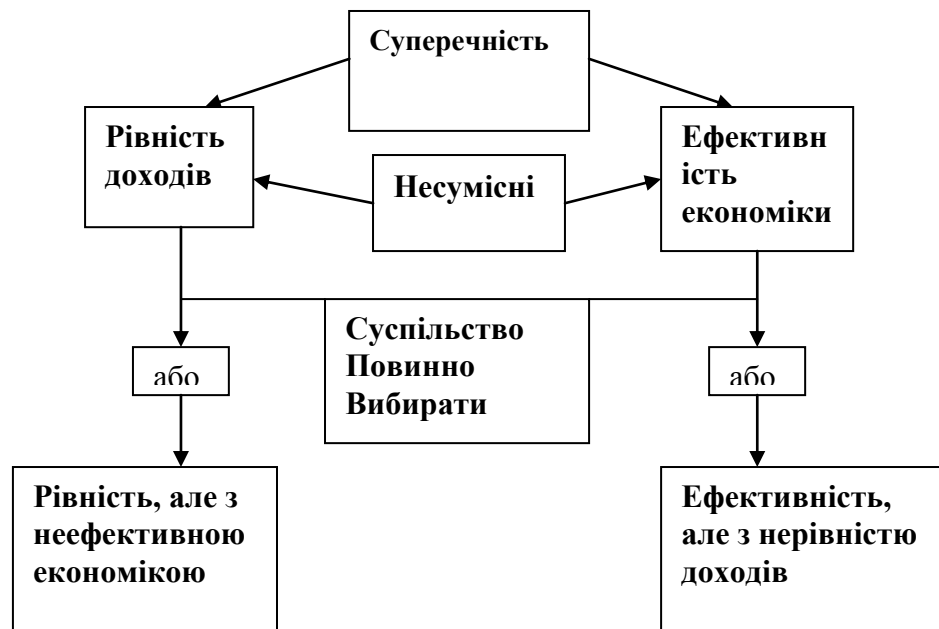 Суперечність
Рівність
доходів
Несумісні
Ефективн
ість
економіки
Суспільство
Повинно
Вибирати
або
або
Рівність, але з
неефективною
економікою
Ефективність,
але з нерівністю
доходів